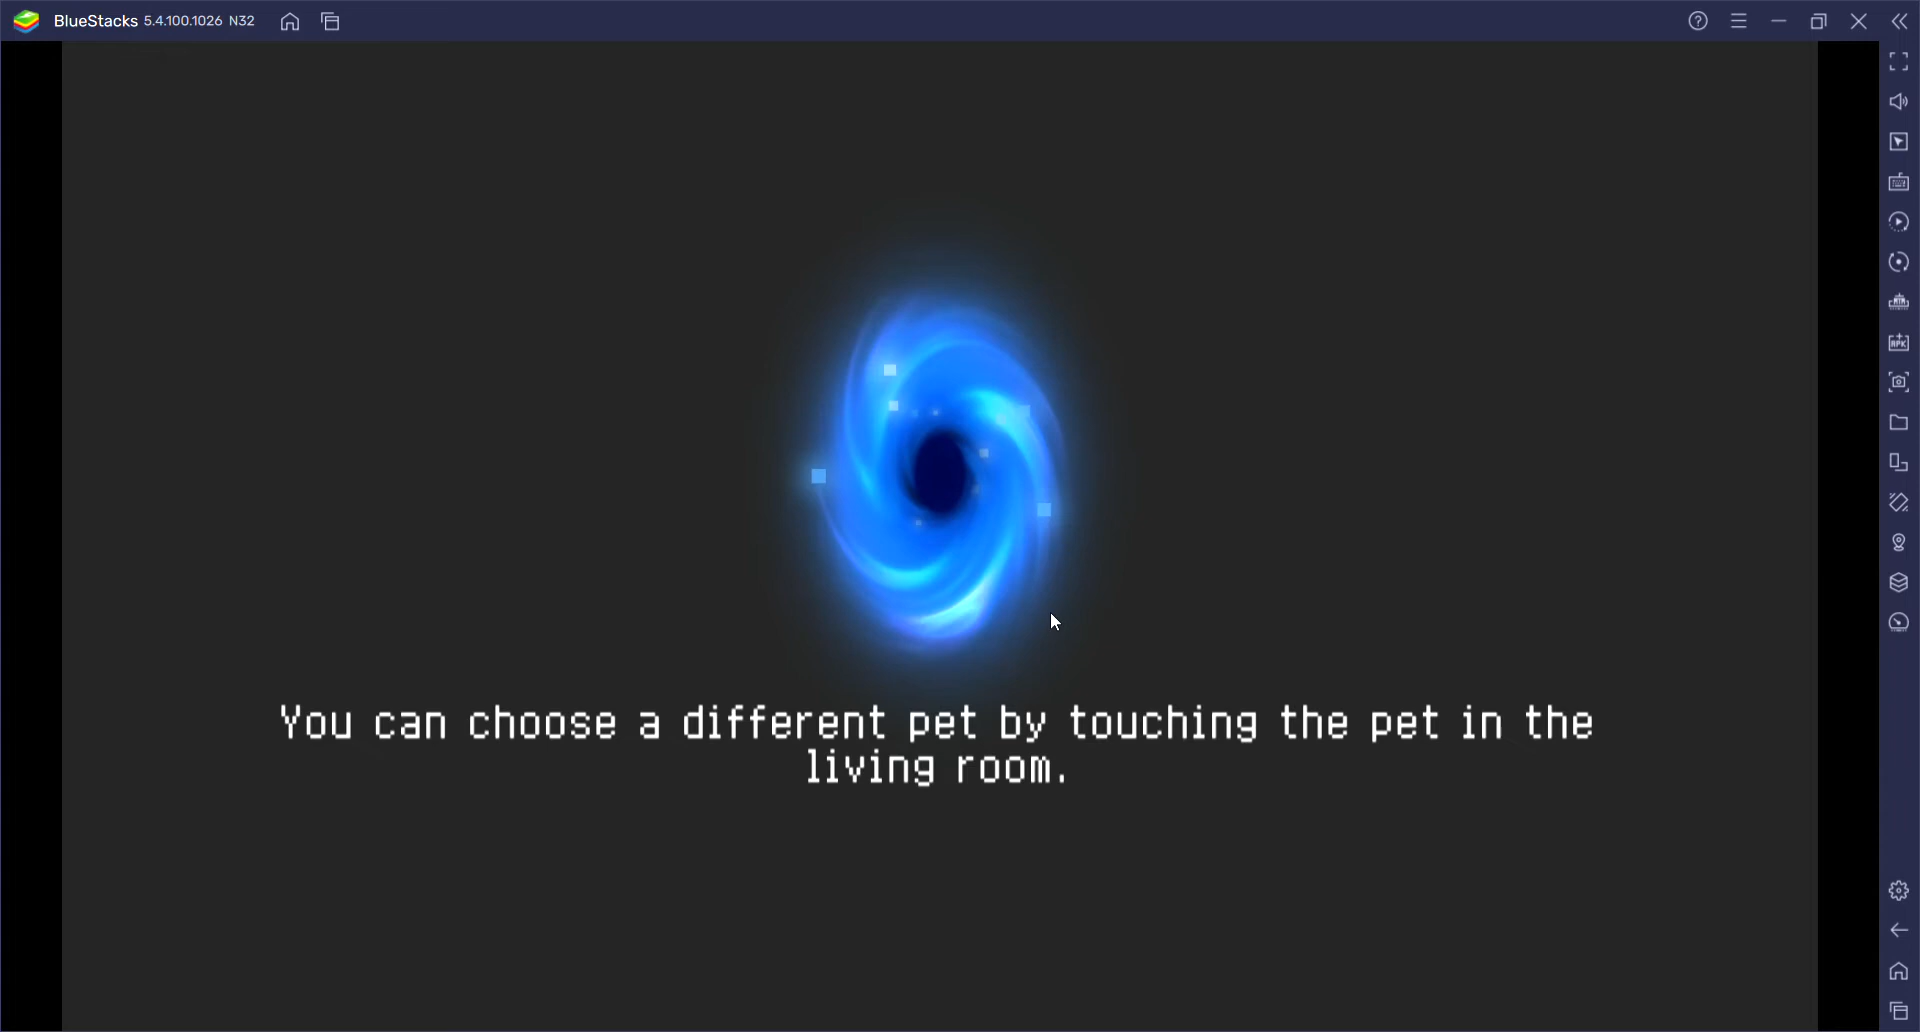 BlueStacks 5.4.100.1026 N32
You can choose a different pet by touching the pet in the
living room.